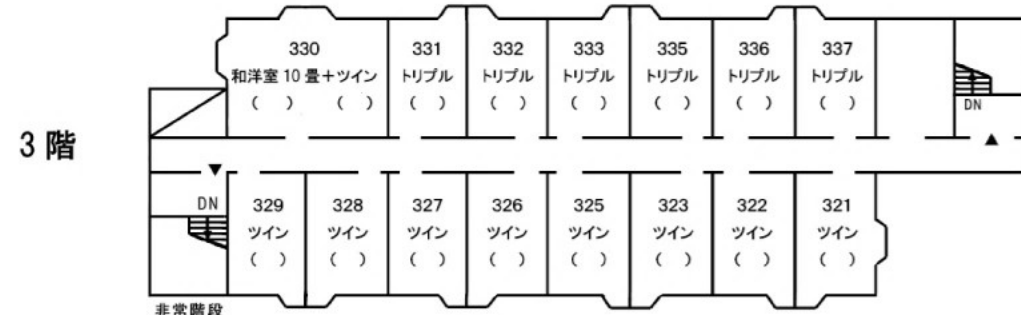 3階
330
和洋室 10 畳＋ツイン
(　) (　)
331
トリプル
(　)
332
トリプル
(　)
333
トリプル
(　)
335
トリプル
(　)
336
トリプル
(　)
337
トリプル
(　)
DN
▲
▼
DN
329
ツイン
(　)
328
ツイン
(　)
327
ツイン
(　)
326
ツイン
(　)
325
ツイン
(　)
323
ツイン
(　)
322
ツイン
(　)
321
ツイン
(　)
非常階段